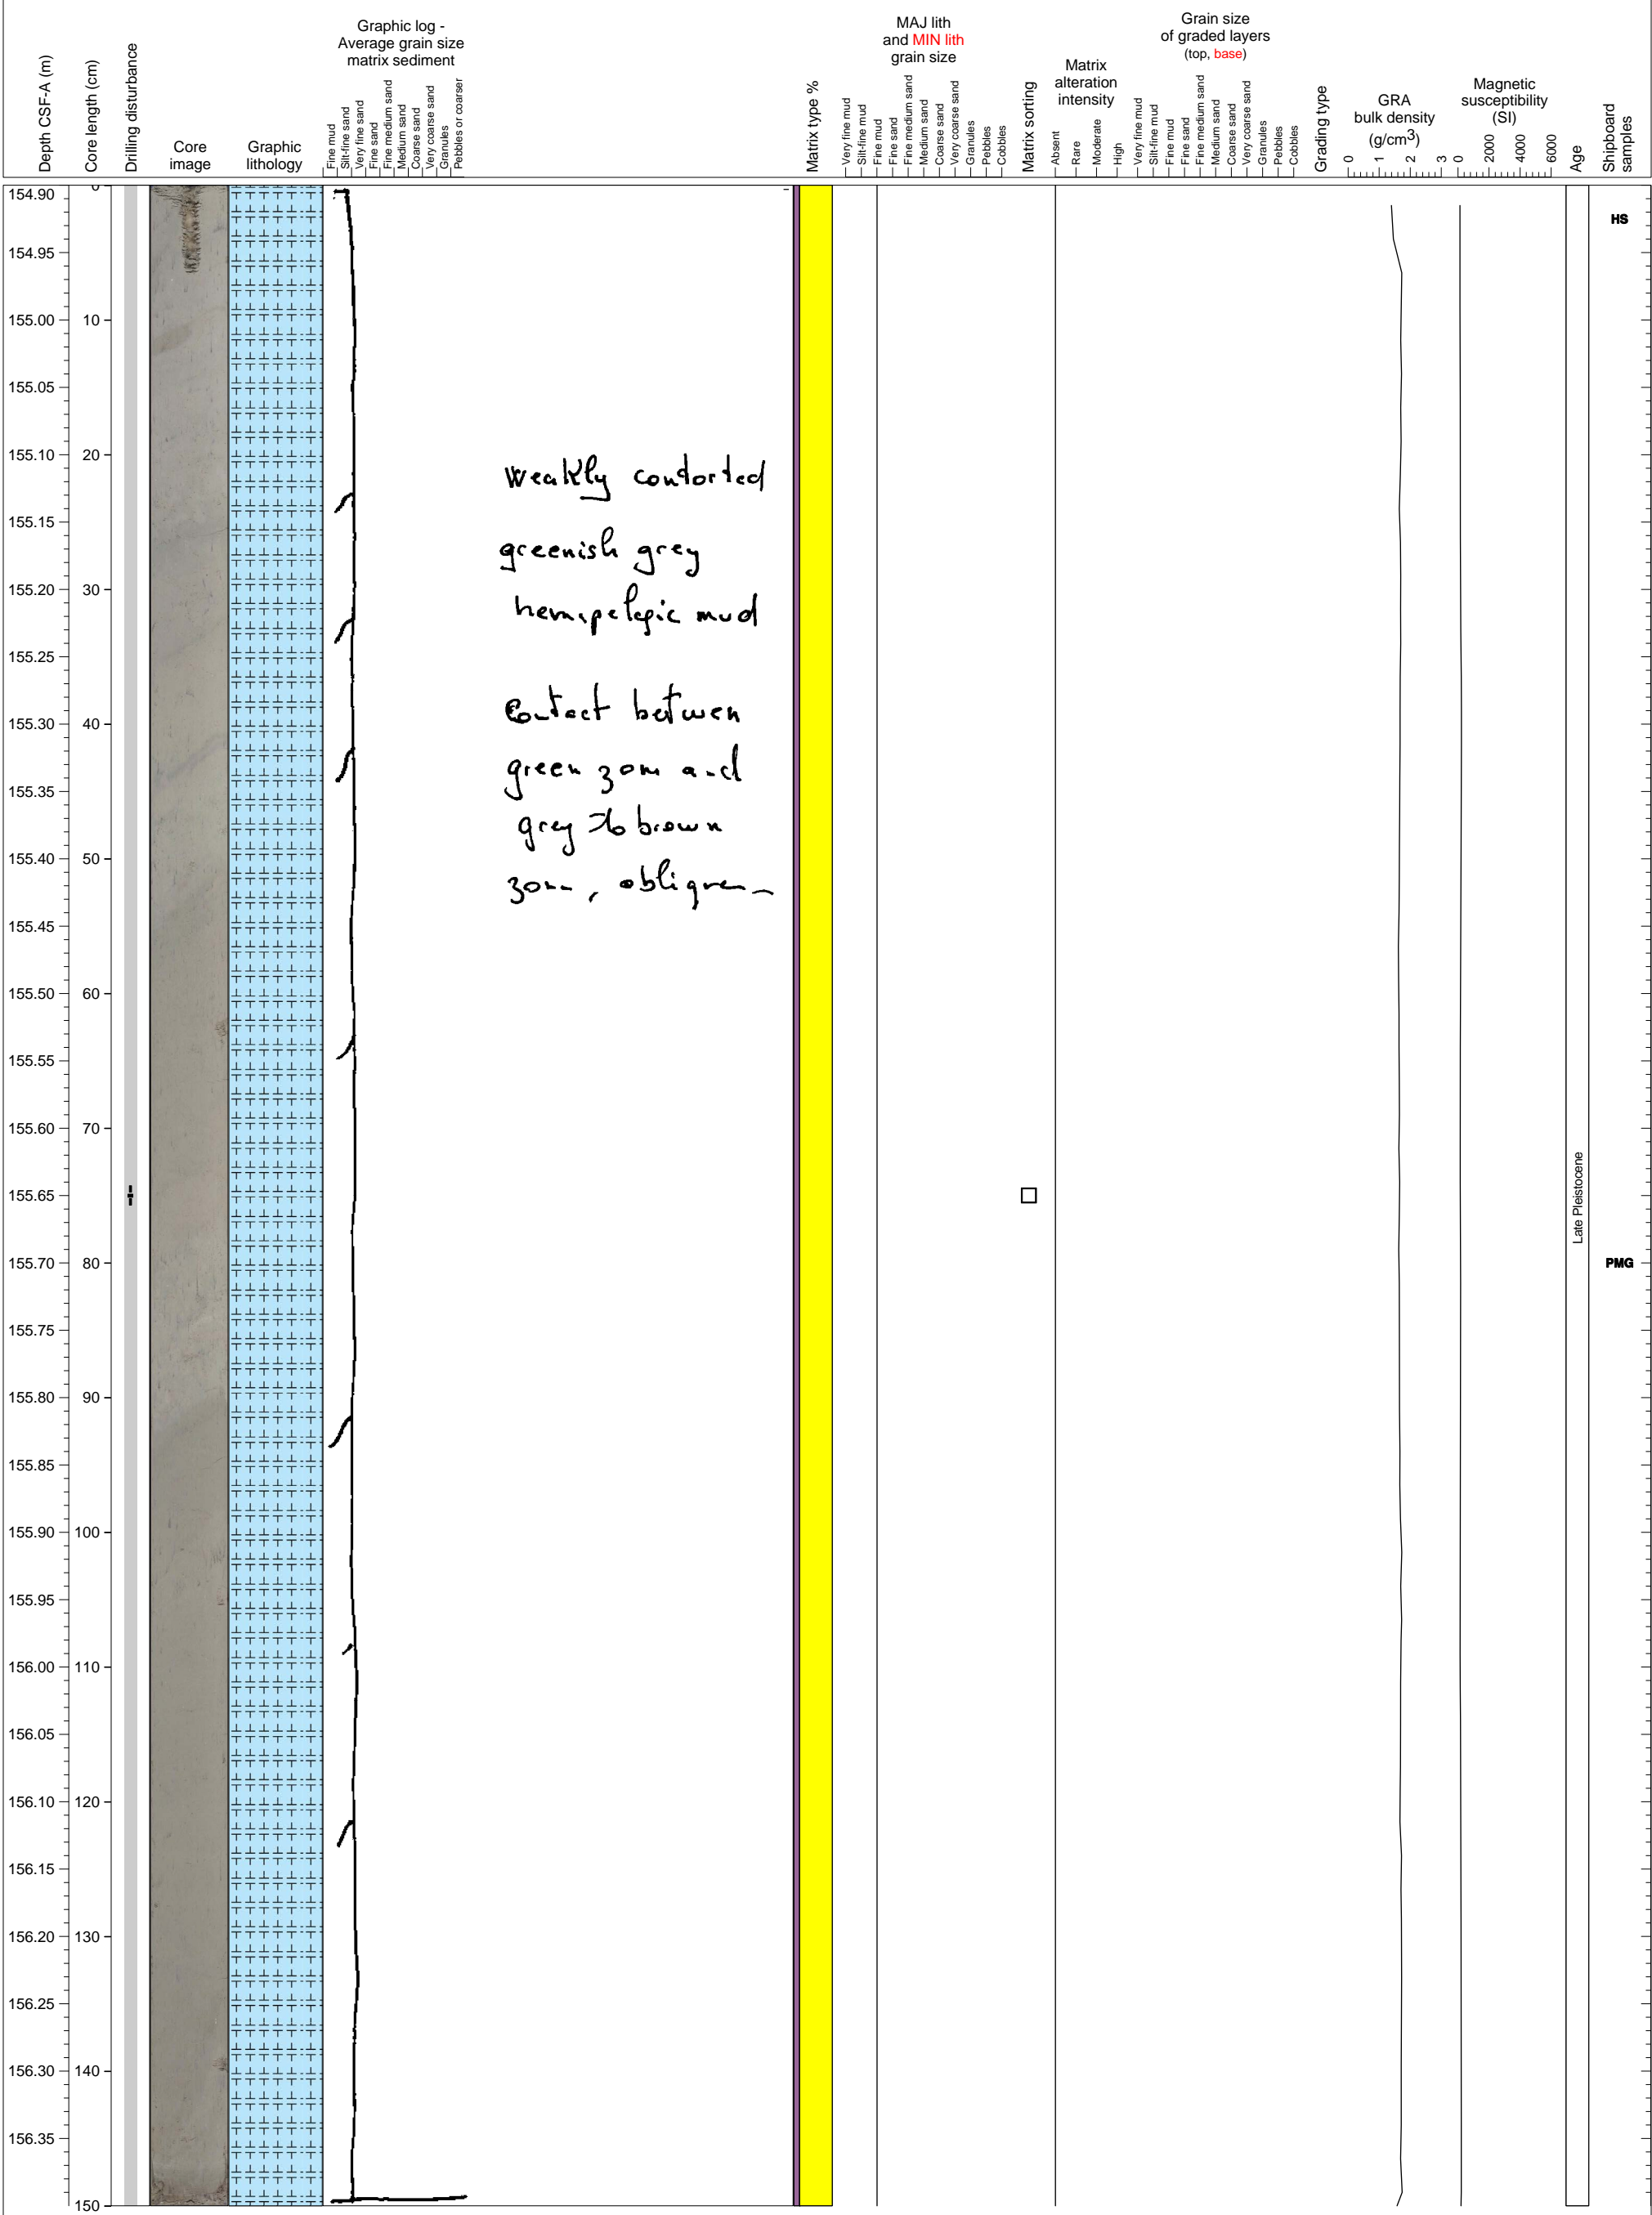 Graphic log -
Average grain size
matrix sediment
MAJ lith
and MIN lith
grain size
Grain size
of graded layers
(top, base)
Matrix
alteration
intensity
GRA
bulk density
(g/cm3)
Magnetic
susceptibility
(SI)
Depth CSF-A (m)
Core length (cm)
Drilling disturbance
Core
image
Graphic
lithology
Fine mud
Silt-fine sand
Very fine sand
Fine sand
Fine medium sand
Medium sand
Coarse sand
Very coarse sand
Granules
Pebbles or coarser
Matrix type %
Very fine mud
Silt-fine mud
Fine mud
Fine sand
Fine medium sand
Medium sand
Coarse sand
Very coarse sand
Granules
Pebbles
Cobbles
Matrix sorting
Absent
Rare
Moderate
High
Very fine mud
Silt-fine mud
Fine mud
Fine sand
Fine medium sand
Medium sand
Coarse sand
Very coarse sand
Granules
Pebbles
Cobbles
Grading type
0 1 2 3
0 2000 4000 6000
Age
Shipboard
samples
154.90 0
HS
154.95
155.00 10
155.05
155.10 20
Weakly contorted
155.15
greenish grey
155.20 30
hemipelagic mud
155.25
155.30 40
Contact between
green zone and
155.35
grey to brown
155.40 50
zone, oblique
155.45
155.50 60
155.55
155.60 70
155.65
Late Pleistocene
155.70 80
PMG
155.75
155.80 90
155.85
155.90 100
155.95
156.00 110
156.05
156.10 120
156.15
156.20 130
156.25
156.30 140
156.35
150